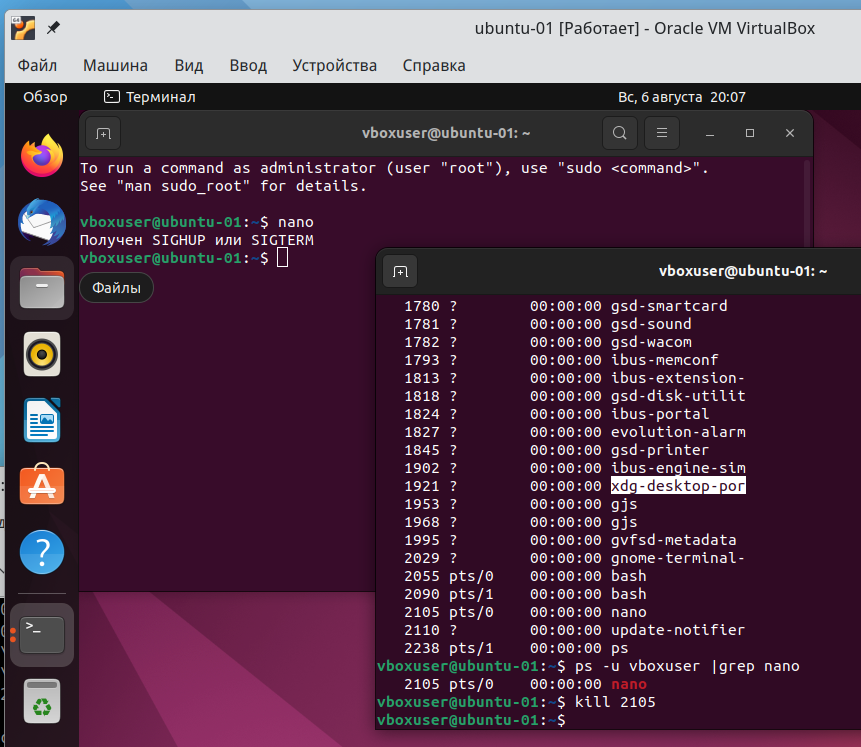 ubuntu-01 [Работает] - Oracle VM VirtualBox
Файл Машина Вид Ввод Устройства Справка
Обзор Терминал Вс, 6 августа 20:07
vboxuser@ubuntu-01: ~
To run a command as administrator (user "root"), use "sudo <command>".
See "man sudo_root" for details.
vboxuser@ubuntu-01:~$ nano
Получен SIGHUP или SIGTERM
vboxuser@ubuntu-01:~$
Файлы
vboxuser@ubuntu-01: ~
1780 ? 00:00:00 gsd-smartcard
1781 ? 00:00:00 gsd-sound
1782 ? 00:00:00 gsd-wacom
1793 ? 00:00:00 ibus-memconf
1813 ? 00:00:00 ibus-extension-
1818 ? 00:00:00 gsd-disk-utilit
1824 ? 00:00:00 ibus-portal
1827 ? 00:00:00 evolution-alarm
1845 ? 00:00:00 gsd-printer
1902 ? 00:00:00 ibus-engine-sim
1921 ? 00:00:00 xdg-desktop-por
1953 ? 00:00:00 gjs
1968 ? 00:00:00 gjs
1995 ? 00:00:00 gvfsd-metadata
2029 ? 00:00:00 gnome-terminal-
2055 pts/0 00:00:00 bash
2090 pts/1 00:00:00 bash
2105 pts/0 00:00:00 nano
2110 ? 00:00:00 update-notifier
2238 pts/1 00:00:00 ps
vboxuser@ubuntu-01:~$ ps -u vboxuser |grep nano
2105 pts/0 00:00:00 nano
vboxuser@ubuntu-01:~$ kill 2105
vboxuser@ubuntu-01:~$